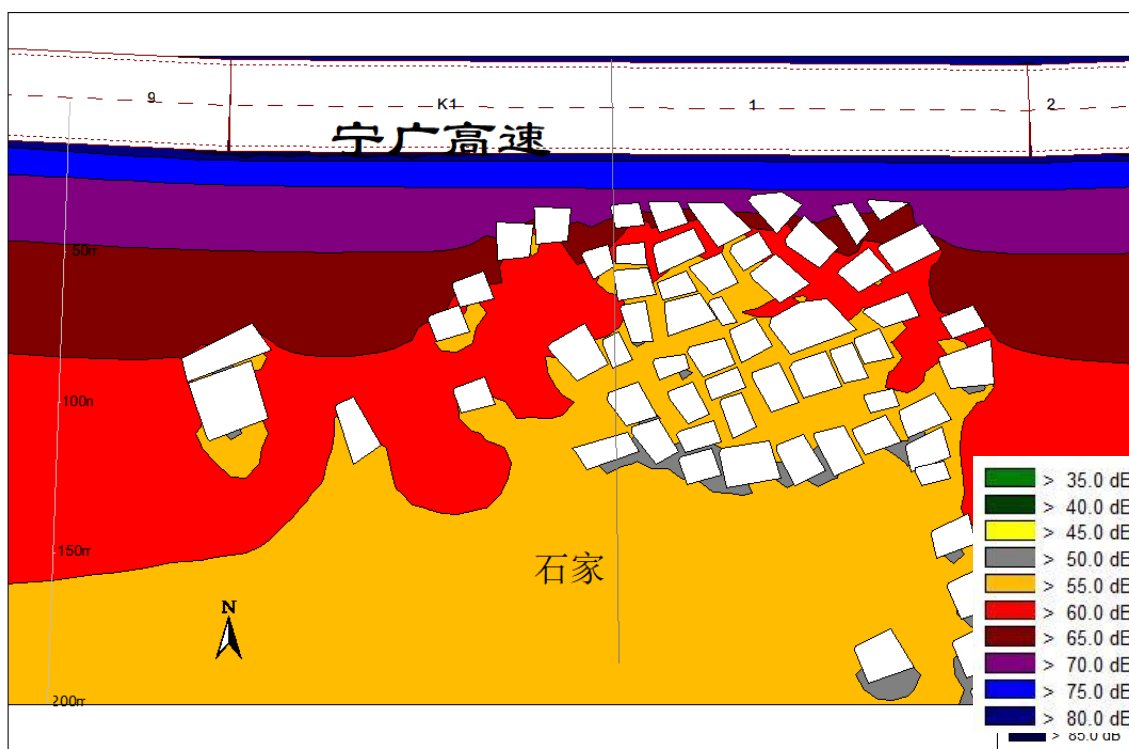 9
K1
1
2
宁广高速
50m
100m
150m
石家
N
200m
> 35.0 dB
> 40.0 dB
> 45.0 dB
> 50.0 dB
> 55.0 dB
> 60.0 dB
> 65.0 dB
> 70.0 dB
> 75.0 dB
> 80.0 dB
> 85.0 dB